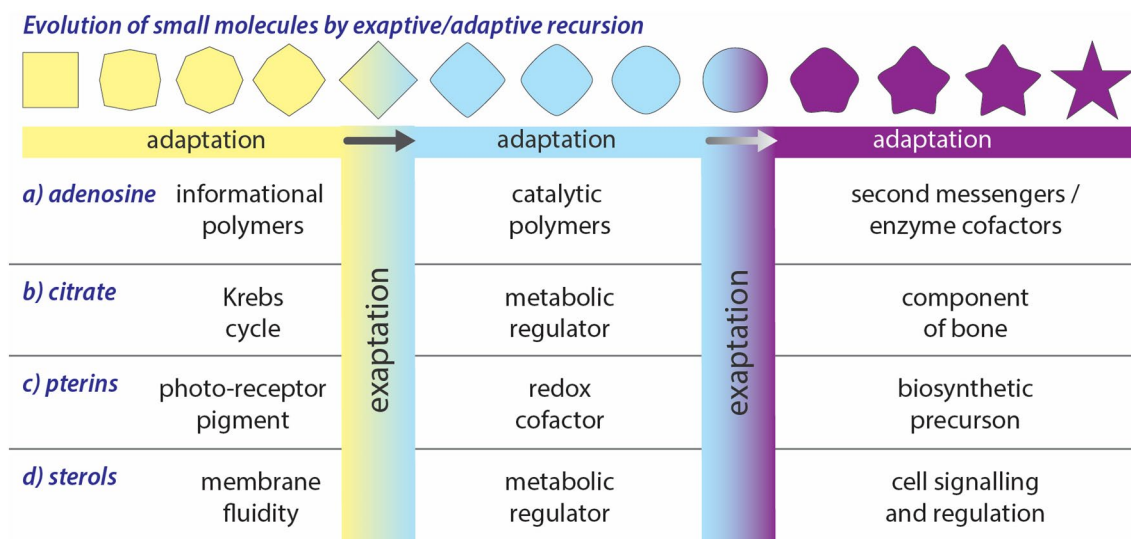 Evolution of small molecules by exaptive/adaptive recursion
adaptation
adaptation
adaptation
exaptation
exaptation
a) adenosine
informational
polymers
catalytic
polymers
second messengers /
enzyme cofactors
b) citrate
Krebs
cycle
metabolic
regulator
component
of bone
c) pterins
photo-receptor
pigment
redox
cofactor
biosynthetic
precurson
d) sterols
membrane
fluidity
metabolic
regulator
cell signalling
and regulation